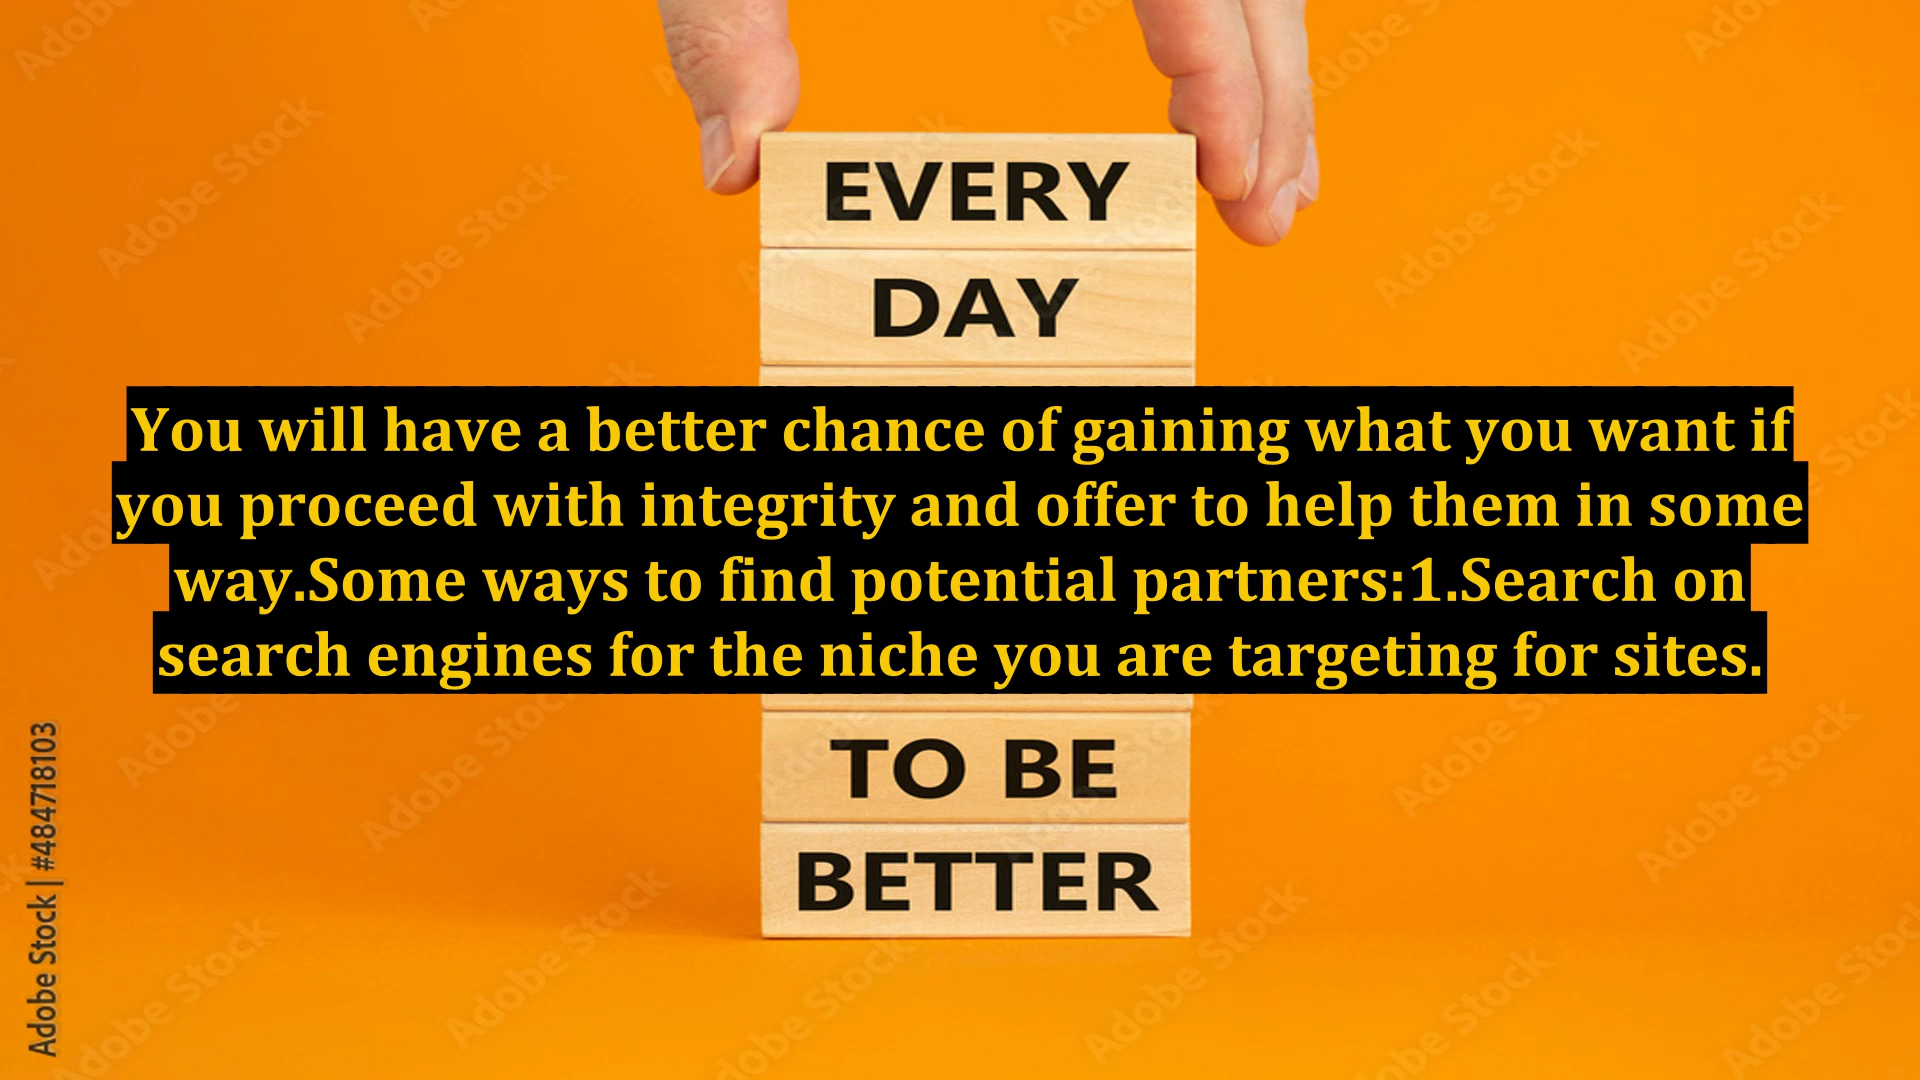 EVERY
DAY
You will have a better chance of gaining what you want if
you proceed with integrity and offer to help them in some
way.Some ways to find potential partners:1.Search on
search engines for the niche you are targeting for sites.
TO BE
BETTER
Adobe Stock | #484718103
Adobe Stock